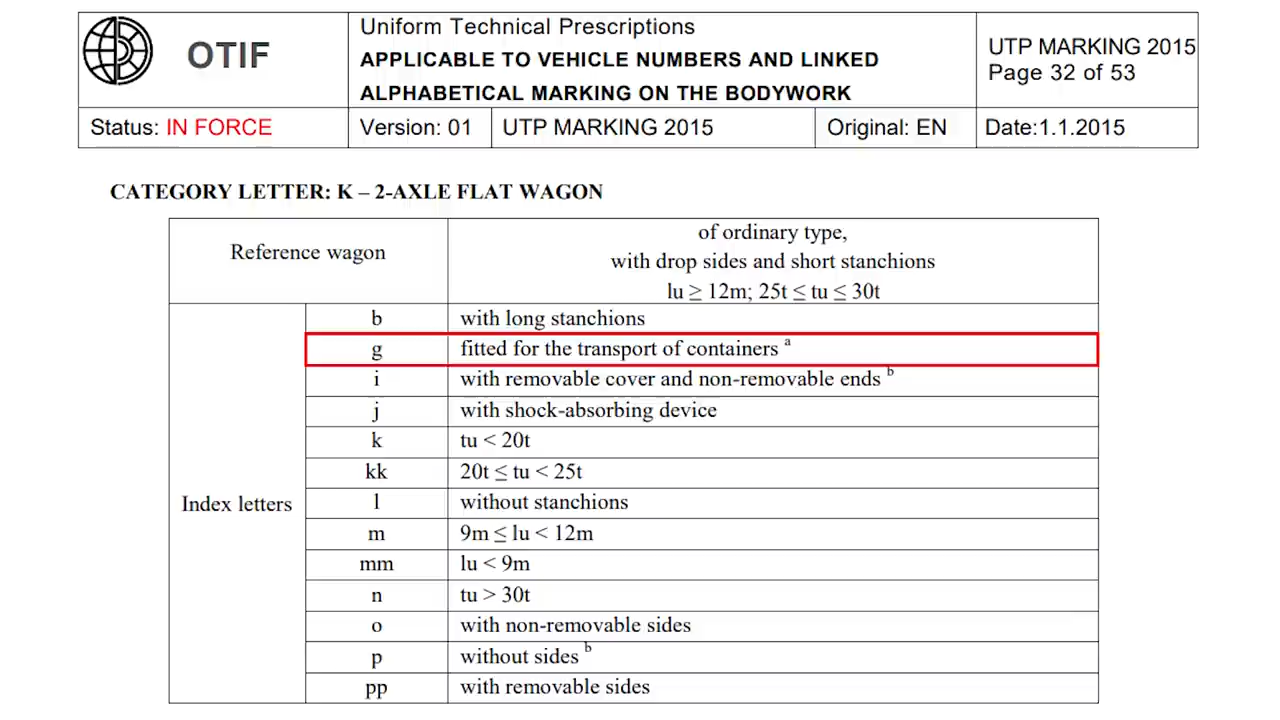 OTIF
Uniform Technical Prescriptions
APPLICABLE TO VEHICLE NUMBERS AND LINKED
ALPHABETICAL MARKING ON THE BODYWORK
UTP MARKING 2015
Page 32 of 53
Status: IN FORCE
Version: 01
UTP MARKING 2015
Original: EN
Date:1.1.2015
CATEGORY LETTER: K – 2-AXLE FLAT WAGON
Reference wagon
of ordinary type,
with drop sides and short stanchions
lu ≥ 12m; 25t ≤ tu ≤ 30t
Index letters
b with long stanchions
g fitted for the transport of containers a
i with removable cover and non-removable ends b
j with shock-absorbing device
k tu < 20t
kk 20t ≤ tu < 25t
l without stanchions
m 9m ≤ lu < 12m
mm lu < 9m
n tu > 30t
o with non-removable sides
p without sides b
pp with removable sides